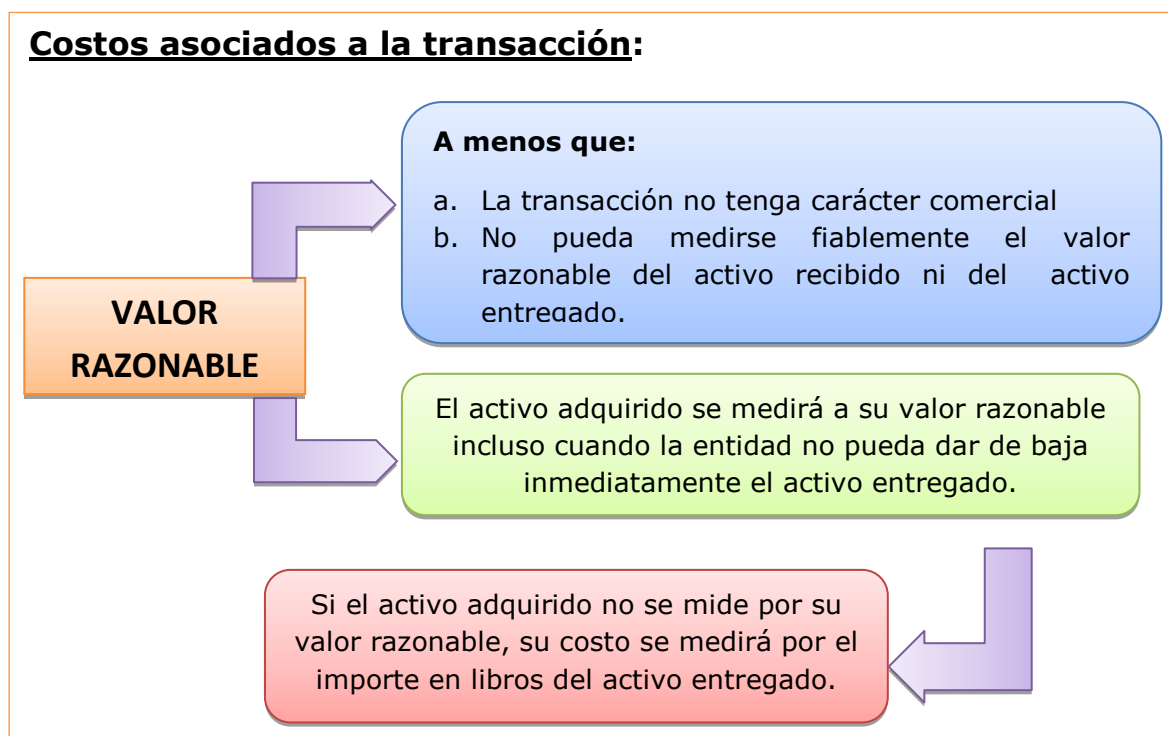 Costos asociados a la transacción:
A menos que:
a. La transacción no tenga carácter comercial
b. No pueda medirse fiablemente el valor
razonable del activo recibido ni del activo
entregado.
VALOR
RAZONABLE
El activo adquirido se medirá a su valor razonable
incluso cuando la entidad no pueda dar de baja
inmediatamente el activo entregado.
Si el activo adquirido no se mide por su
valor razonable, su costo se medirá por el
importe en libros del activo entregado.